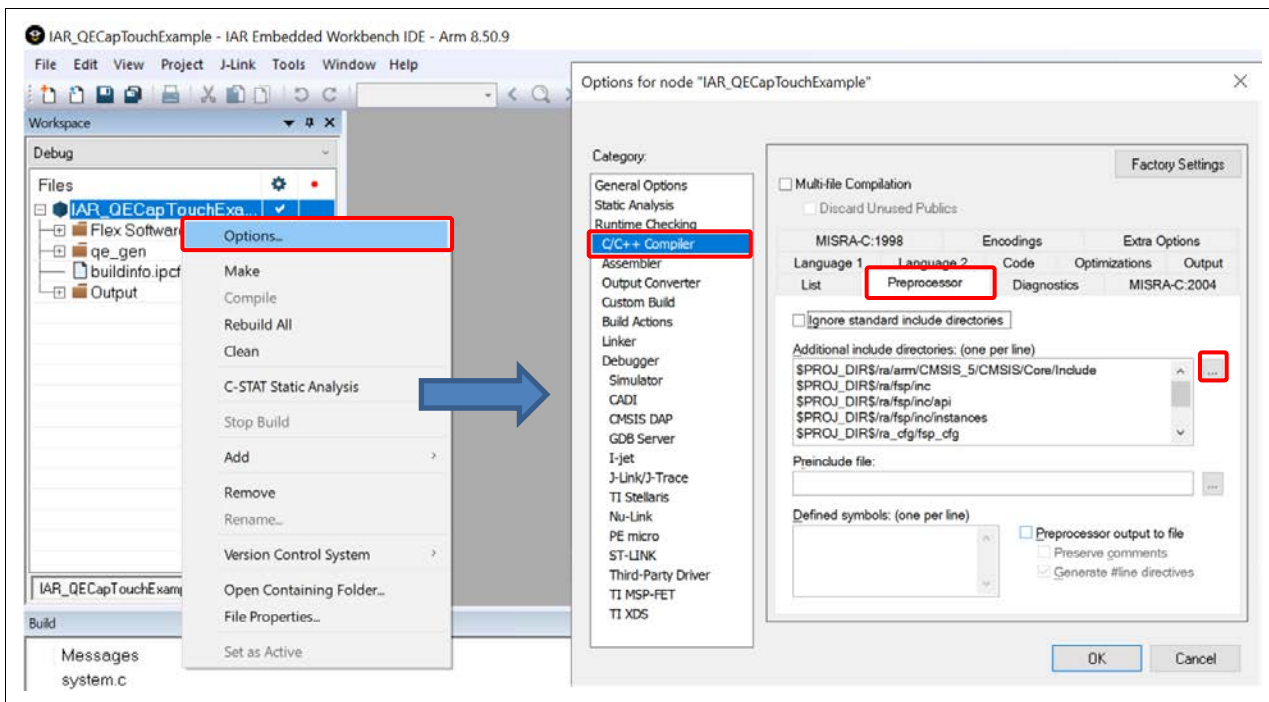 IAR_QECapTouchExample - IAR Embedded Workbench IDE - Arm 8.50.9
File Edit View Project J-Link Tools Window Help
Workspace
Debug
Files
IAR_QECapTouchExa...
Flex Software
qe_gen
buildinfo.ipcf
Output
IAR_QECapTouchExam
Build
Messages
system.c
Options...
Make
Compile
Rebuild All
Clean
C-STAT Static Analysis
Stop Build
Add
Remove
Rename...
Version Control System
Open Containing Folder...
File Properties...
Set as Active
Options for node "IAR_QECapTouchExample"
Category:
General Options
Static Analysis
Runtime Checking
C/C++ Compiler
Assembler
Output Converter
Custom Build
Build Actions
Linker
Debugger
Simulator
CADI
CMSIS DAP
GDB Server
I-jet
J-Link/J-Trace
TI Stellaris
Nu-Link
PE micro
ST-LINK
Third-Party Driver
TI MSP-FET
TI XDS
Factory Settings
Multi-file Compilation
Discard Unused Publics
MISRA-C:1998 Encodings Extra Options
Language 1 Language 2 Code Optimizations Output
List Preprocessor Diagnostics MISRA-C:2004
Ignore standard include directories
Additional include directories: (one per line)
$PROJ_DIR$/ra/arm/CMSIS_5/CMSIS/Core/Include
$PROJ_DIR$/ra/fsp/inc
$PROJ_DIR$/ra/fsp/inc/api
$PROJ_DIR$/ra/fsp/inc/instances
$PROJ_DIR$/ra_cfg/fsp_cfg
...
Preinclude file:
...
Defined symbols: (one per line)
Preprocessor output to file
Preserve comments
Generate #line directives
OK Cancel